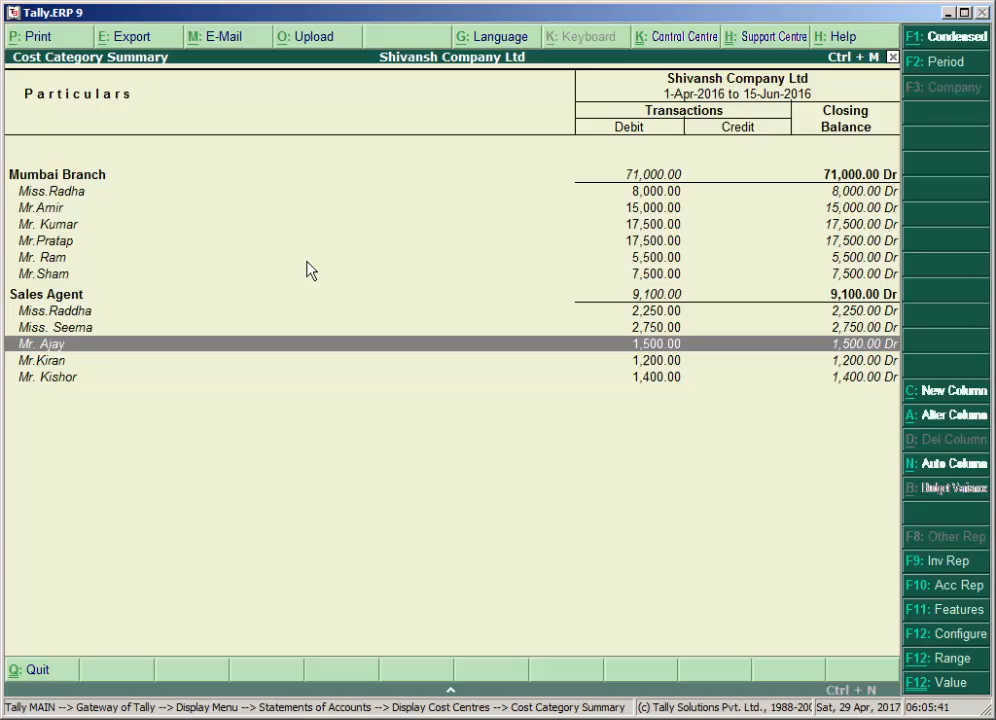 Tally.ERP 9
P: Print E: Export M: E-Mail O: Upload G: Language K: Keyboard K: Control Centre H: Support Centre H: Help
F1: Condensed
Cost Category Summary Shivansh Company Ltd Ctrl + M
F2: Period
Particulars
Shivansh Company Ltd
1-Apr-2016 to 15-Jun-2016
F3: Company
Transactions Closing
Debit Credit Balance
Mumbai Branch 71,000.00 71,000.00 Dr
Miss.Radha 8,000.00 8,000.00 Dr
Mr.Amir 15,000.00 15,000.00 Dr
Mr. Kumar 17,500.00 17,500.00 Dr
Mr.Pratap 17,500.00 17,500.00 Dr
Mr. Ram 5,500.00 5,500.00 Dr
Mr.Sham 7,500.00 7,500.00 Dr
Sales Agent 9,100.00 9,100.00 Dr
Miss.Raddha 2,250.00 2,250.00 Dr
Miss. Seema 2,750.00 2,750.00 Dr
Mr. Ajay 1,500.00 1,500.00 Dr
Mr.Kiran 1,200.00 1,200.00 Dr
Mr. Kishor 1,400.00 1,400.00 Dr
C: New Column
A: Alter Column
D: Del Column
N: Auto Column
B: Budget Variance
F8: Other Rep
F9: Inv Rep
F10: Acc Rep
F11: Features
F12: Configure
F12: Range
F12: Value
Q: Quit
Ctrl + N
Tally MAIN --> Gateway of Tally --> Display Menu --> Statements of Accounts --> Display Cost Centres --> Cost Category Summary (c) Tally Solutions Pvt. Ltd., 1988-200 Sat, 29 Apr, 2017 06:05:41